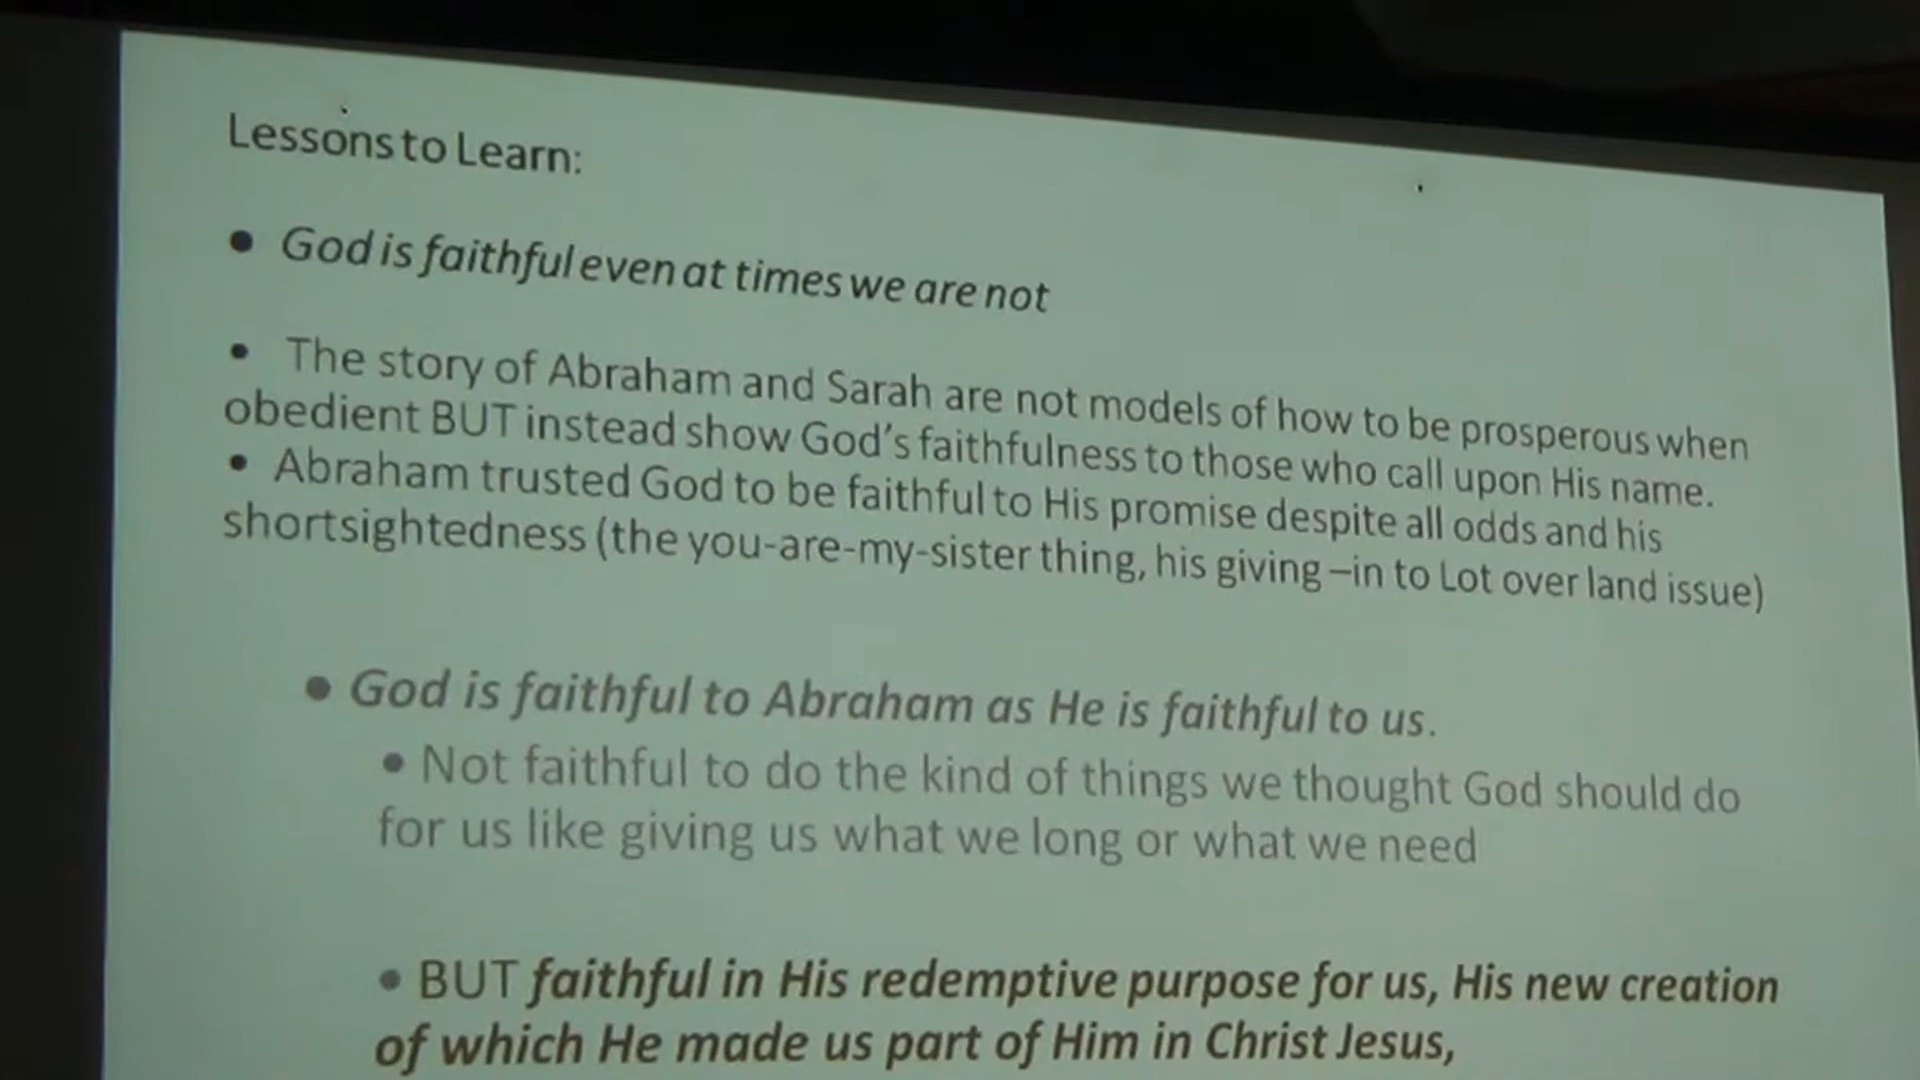 Lessons to Learn:
● God is faithful even at times we are not
• The story of Abraham and Sarah are not models of how to be prosperous when
obedient BUT instead show God's faithfulness to those who call upon His name.
• Abraham trusted God to be faithful to His promise despite all odds and his
shortsightedness (the you-are-my-sister thing, his giving –in to Lot over land issue)
● God is faithful to Abraham as He is faithful to us.
• Not faithful to do the kind of things we thought God should do
for us like giving us what we long or what we need
• BUT faithful in His redemptive purpose for us, His new creation
of which He made us part of Him in Christ Jesus,